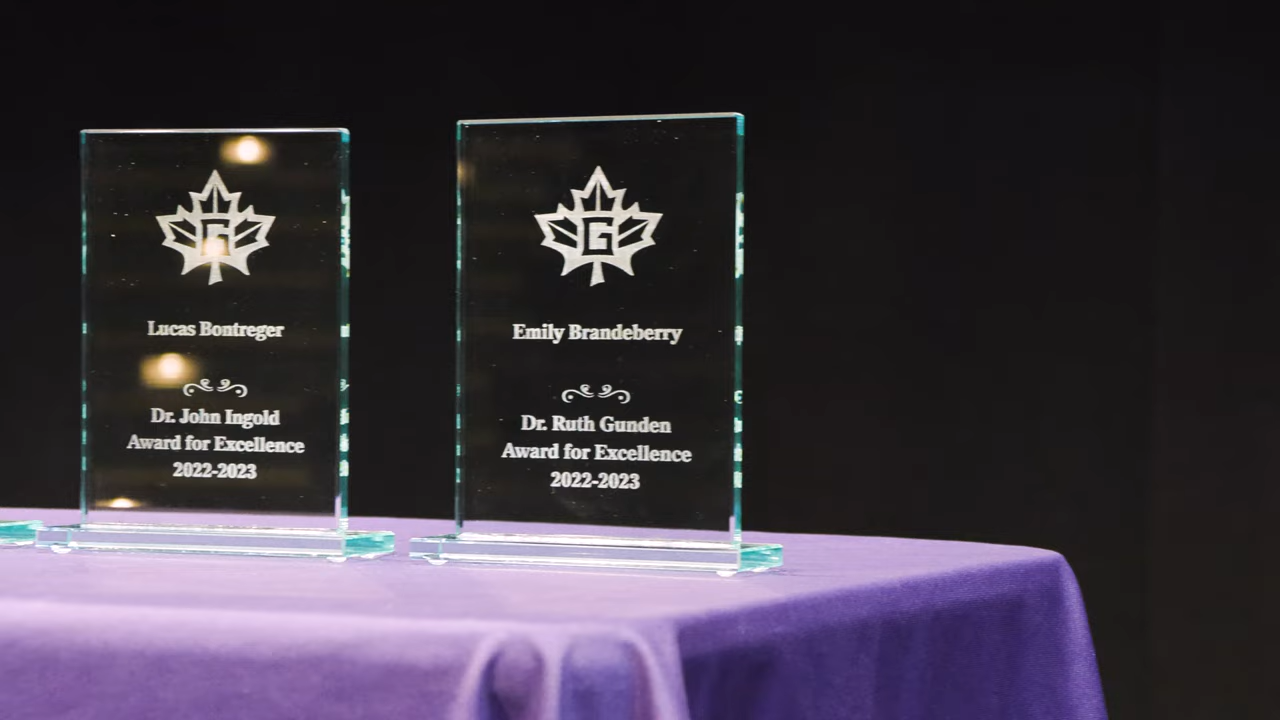 G
Lucas Bontreger
Dr. John Ingold
Award for Excellence
2022-2023
G
Emily Brandeberry
Dr. Ruth Gunden
Award for Excellence
2022-2023